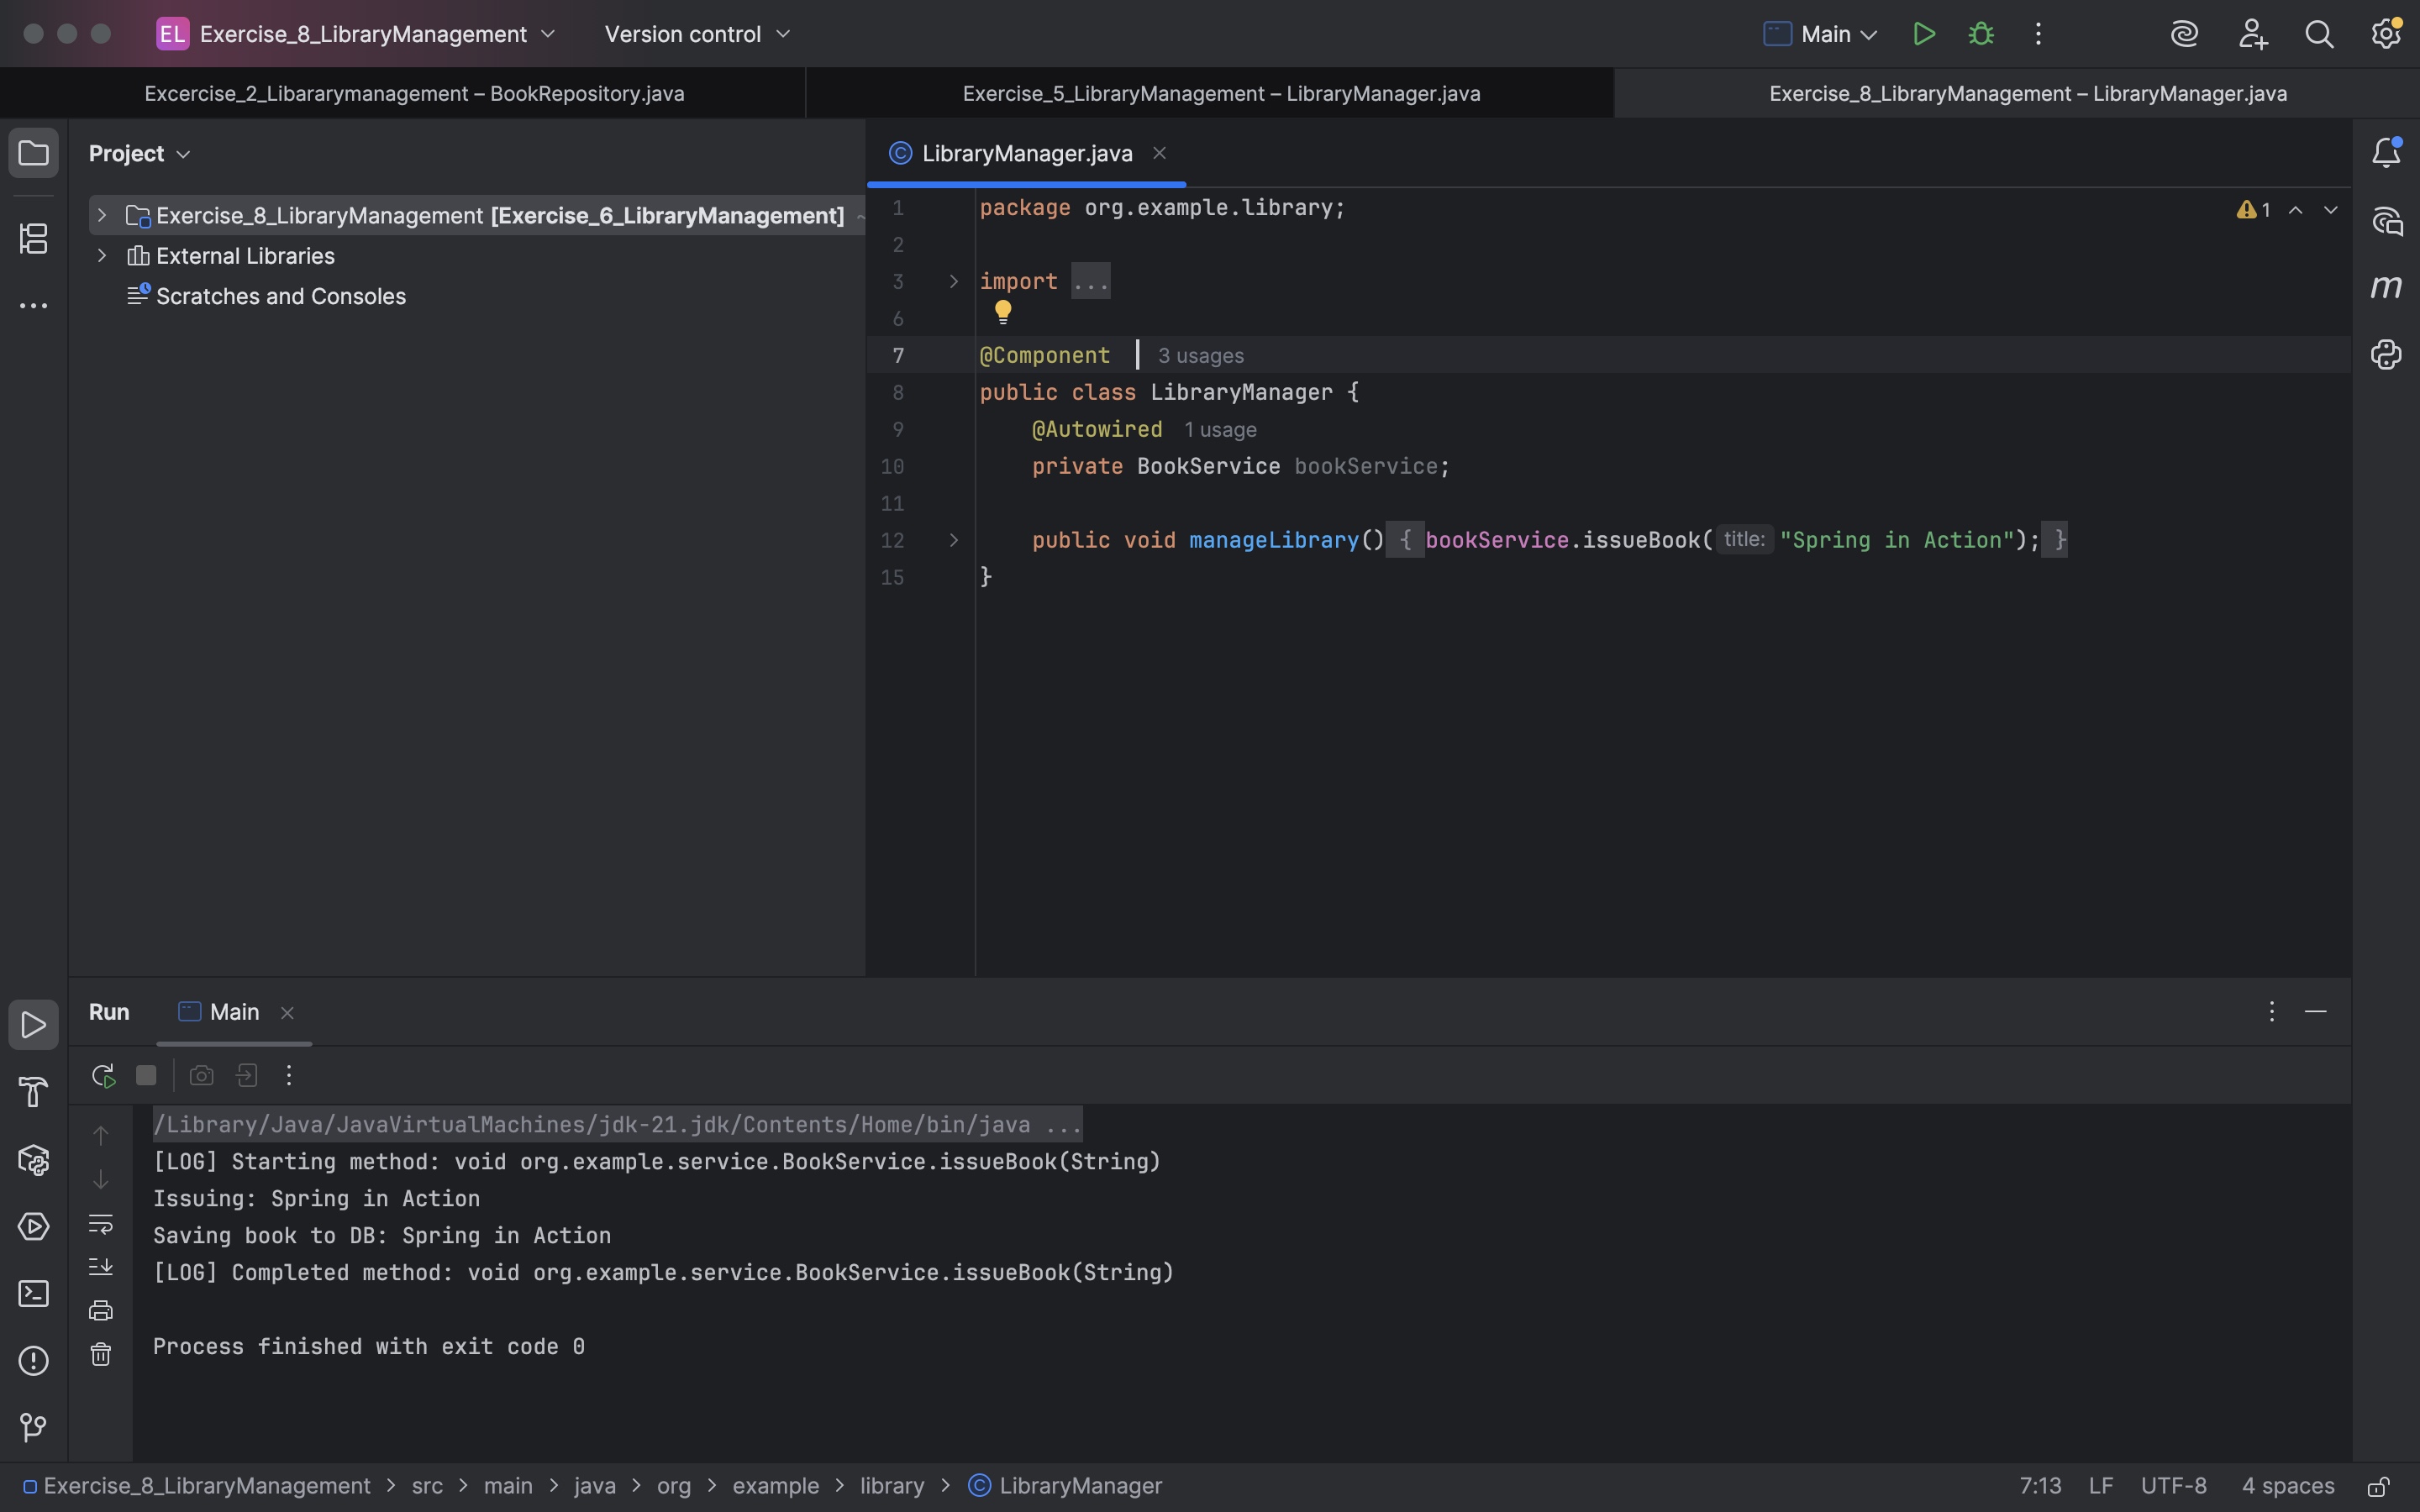 EL Exercise_8_LibraryManagement Version control Main
Excercise_2_Libararymanagement – BookRepository.java Exercise_5_LibraryManagement – LibraryManager.java Exercise_8_LibraryManagement – LibraryManager.java
Project
Exercise_8_LibraryManagement [Exercise_6_LibraryManagement] ~
External Libraries
Scratches and Consoles
LibraryManager.java
1 package org.example.library;
2
3 import ...
6
7 @Component 3 usages
8 public class LibraryManager {
9 @Autowired 1 usage
10 private BookService bookService;
11
12 public void manageLibrary() { bookService.issueBook( title: "Spring in Action"); }
15 }
1
m
Run Main
/Library/Java/JavaVirtualMachines/jdk-21.jdk/Contents/Home/bin/java ...
[LOG] Starting method: void org.example.service.BookService.issueBook(String)
Issuing: Spring in Action
Saving book to DB: Spring in Action
[LOG] Completed method: void org.example.service.BookService.issueBook(String)
Process finished with exit code 0
Exercise_8_LibraryManagement > src > main > java > org > example > library > LibraryManager
7:13 LF UTF-8 4 spaces